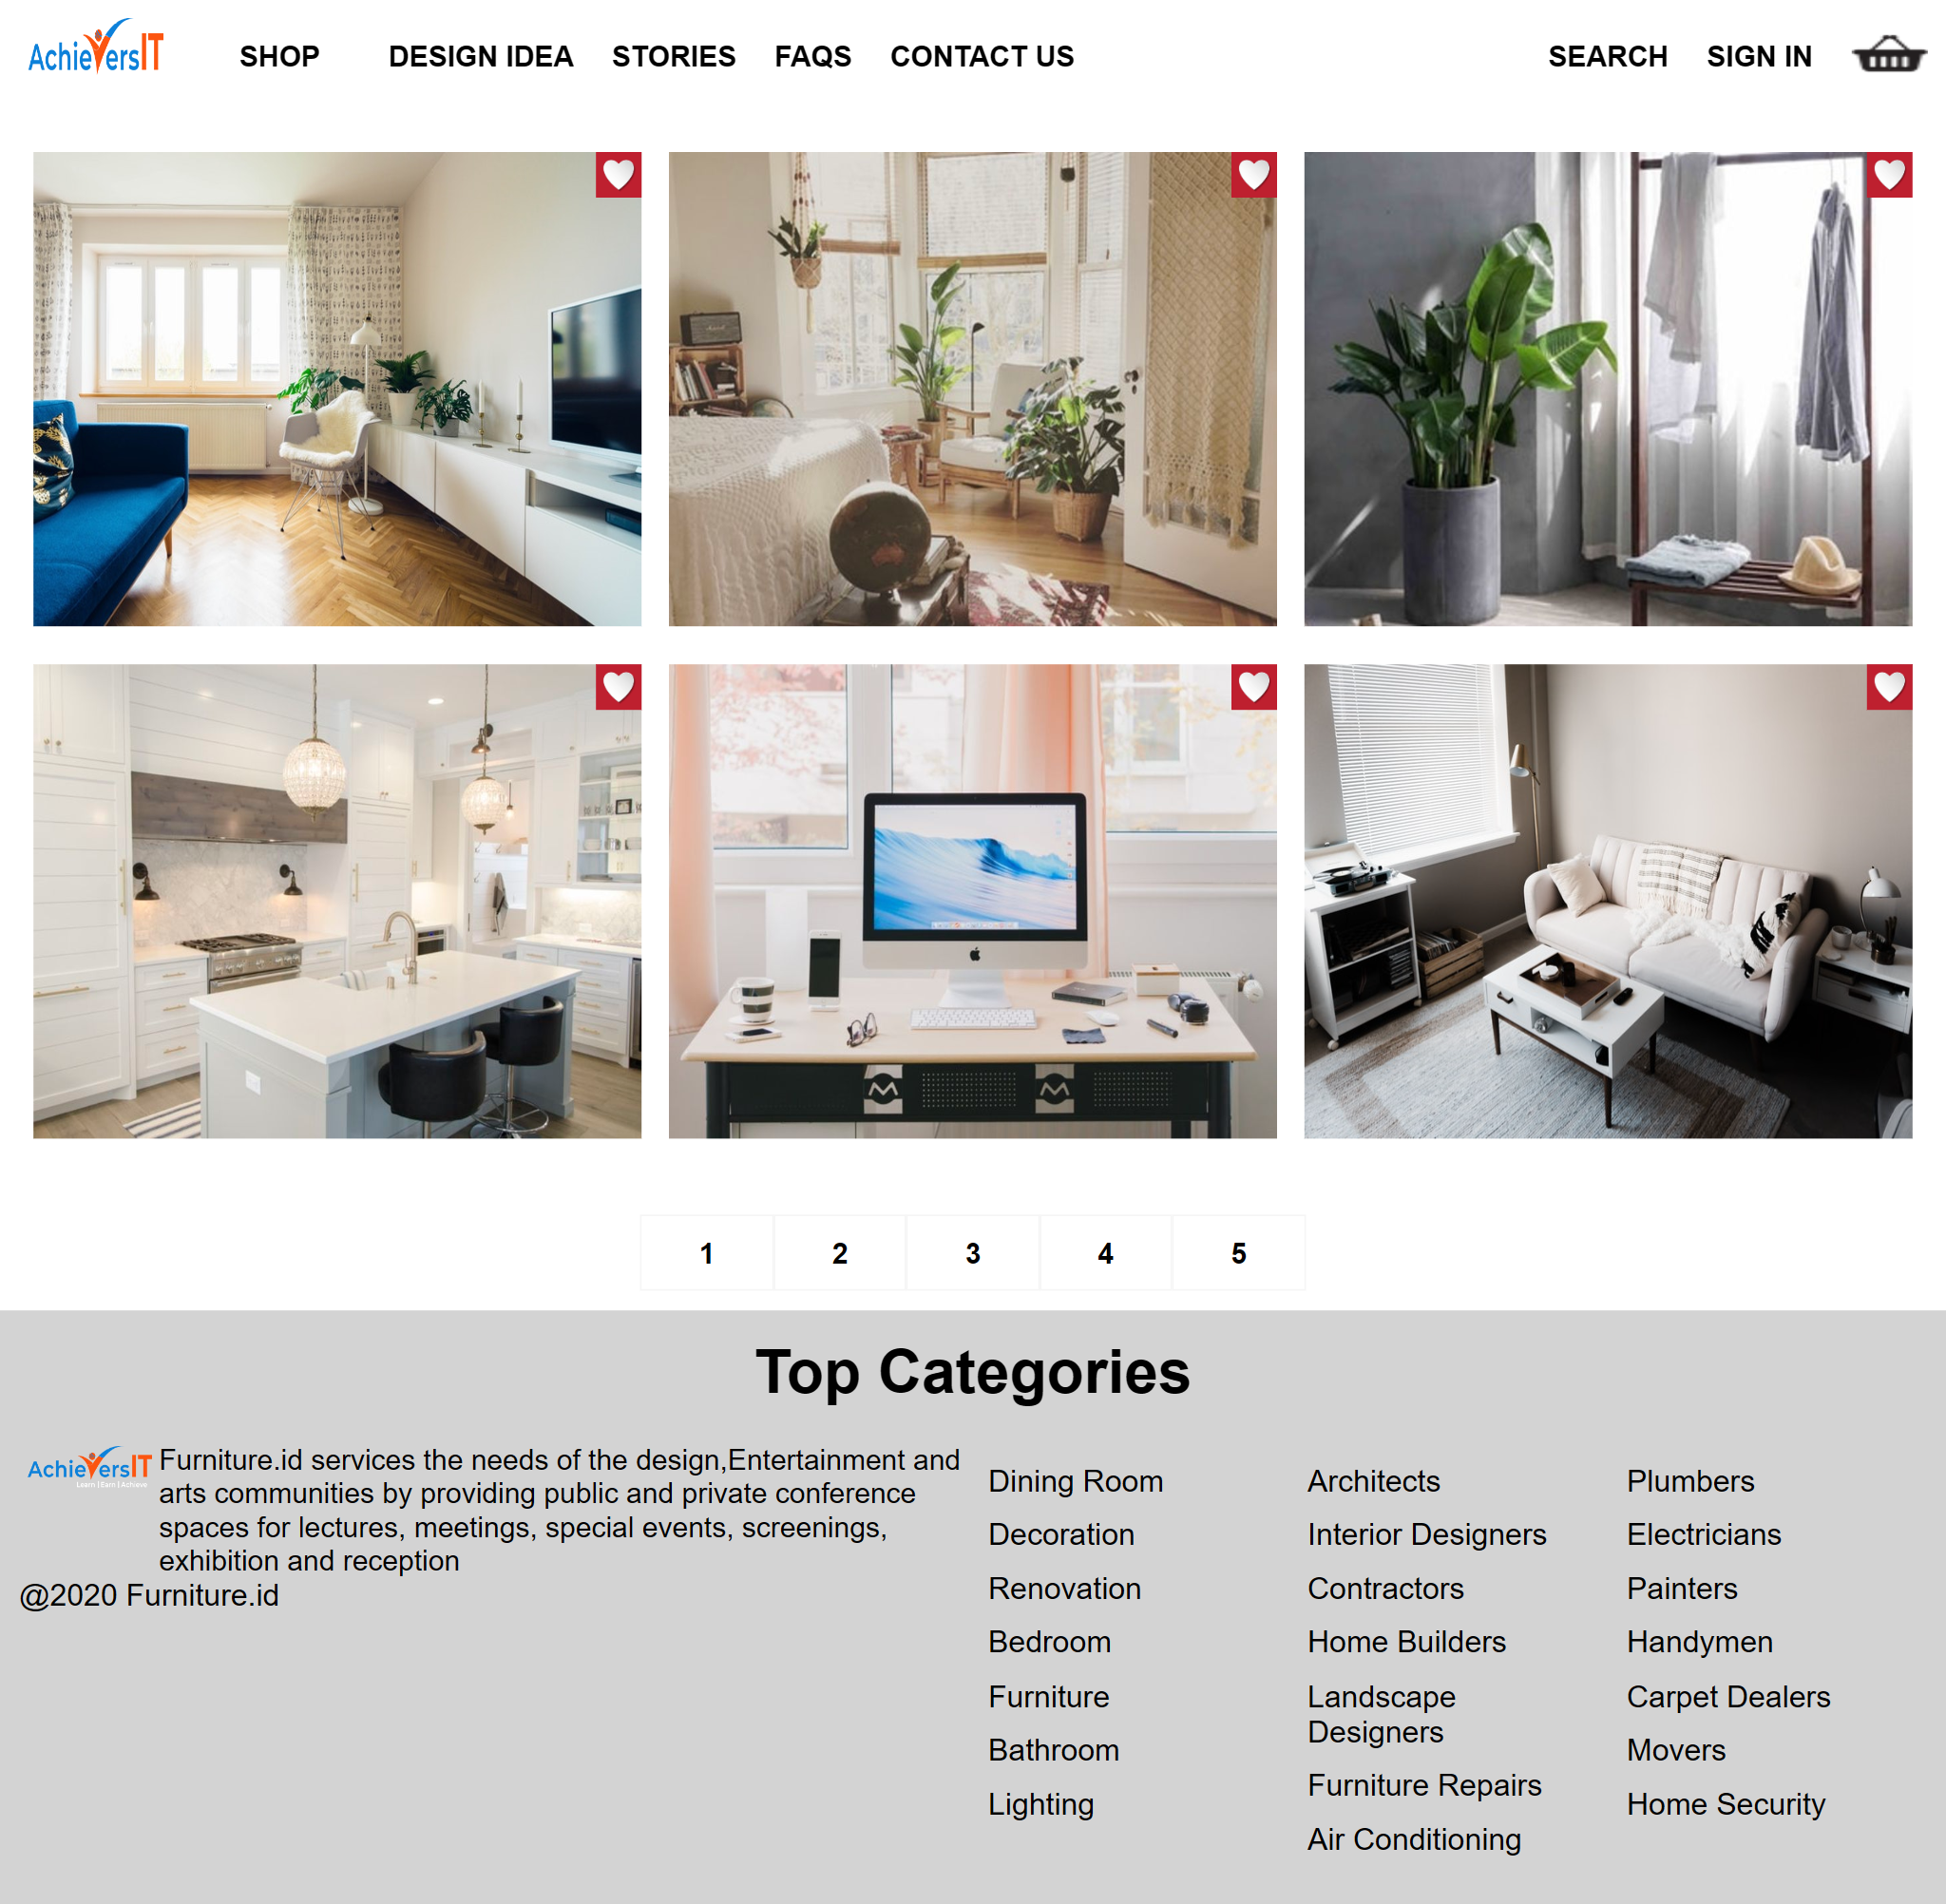 AchieversIT
SHOP
DESIGN IDEA
STORIES
FAQS
CONTACT US
SEARCH
SIGN IN
1
2
3
4
5
Top Categories
AchieversIT
Learn | Earn | Achieve
Furniture.id services the needs of the design,Entertainment and
arts communities by providing public and private conference
spaces for lectures, meetings, special events, screenings,
exhibition and reception
@2020 Furniture.id
Dining Room
Decoration
Renovation
Bedroom
Furniture
Bathroom
Lighting
Architects
Interior Designers
Contractors
Home Builders
Landscape
Designers
Furniture Repairs
Air Conditioning
Plumbers
Electricians
Painters
Handymen
Carpet Dealers
Movers
Home Security